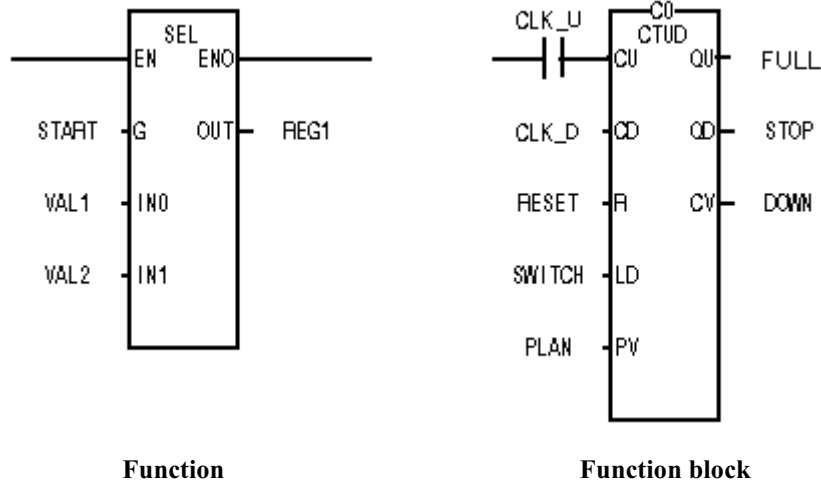 SEL
EN ENO
START G OUT REG1
VAL1 IN0
VAL2 IN1
Function
C0
CTUD
CLK_U
CU QU FULL
CLK_D CD QD STOP
RESET R CV DOWN
SWITCH LD
PLAN PV
Function block